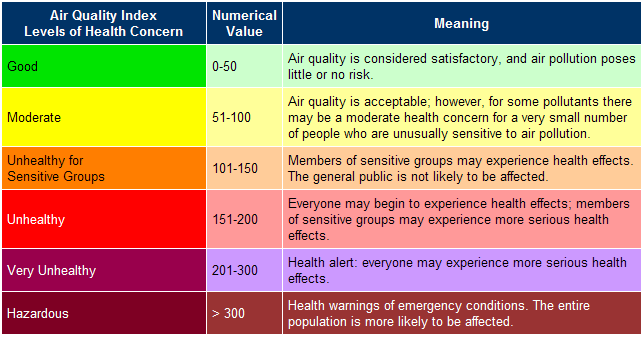 Air Quality Index
Levels of Health Concern
Numerical
Value
Meaning
Good
0-50
Air quality is considered satisfactory, and air pollution poses
little or no risk.
Moderate
51-100
Air quality is acceptable; however, for some pollutants there
may be a moderate health concern for a very small number
of people who are unusually sensitive to air pollution.
Unhealthy for
Sensitive Groups
101-150
Members of sensitive groups may experience health effects.
The general public is not likely to be affected.
Unhealthy
151-200
Everyone may begin to experience health effects; members
of sensitive groups may experience more serious health
effects.
Very Unhealthy
201-300
Health alert: everyone may experience more serious health
effects.
Hazardous
> 300
Health warnings of emergency conditions. The entire
population is more likely to be affected.